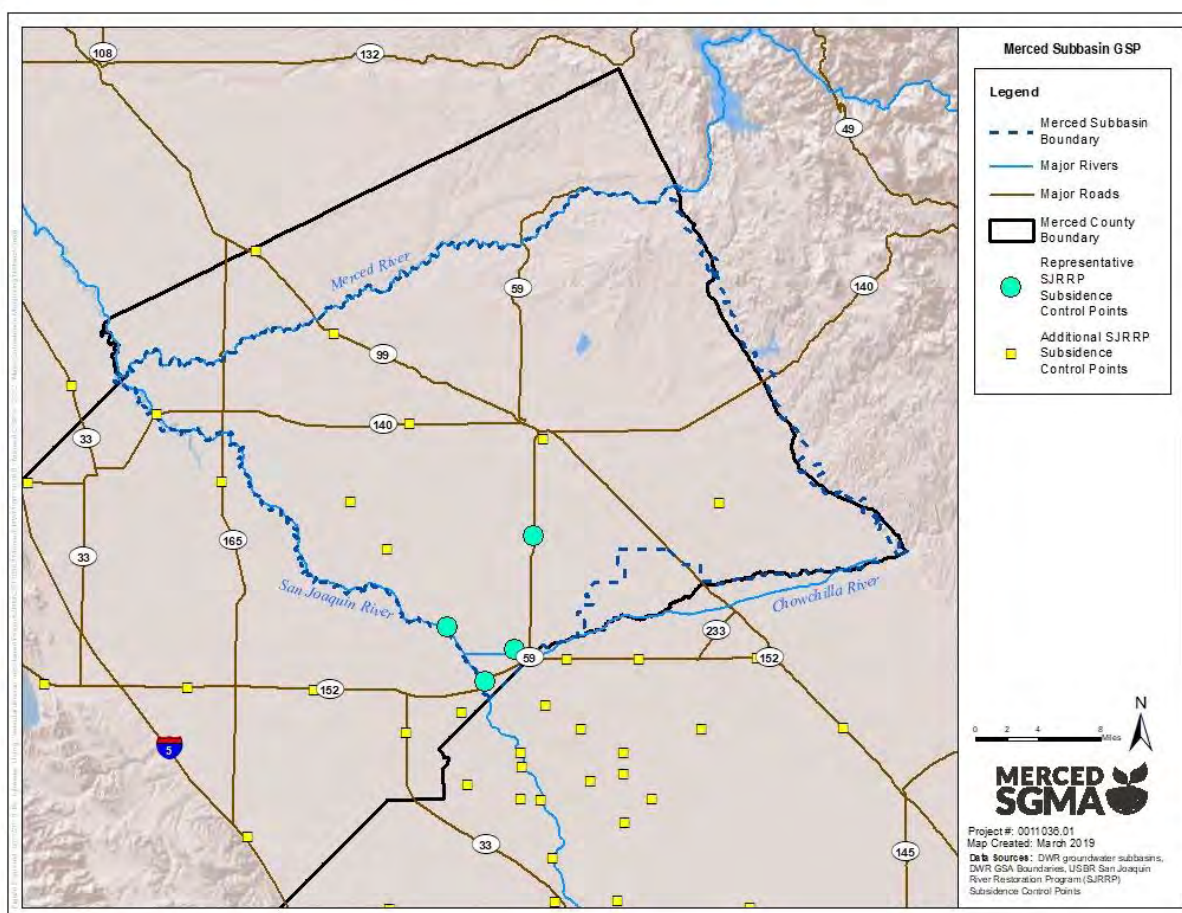 Merced Subbasin GSP
Legend
Merced Subbasin
Boundary
Major Rivers
Major Roads
Merced County
Boundary
Representative
SJRRP
Subsidence
Control Points
Additional SJRRP
Subsidence
Control Points
108
132
49
Merced River
59
140
99
33
140
165
33
San Joaquin River
Chowchilla River
233
59
152
152
5
33
145
N
0 2 4 8
Miles
MERCED
SGMA
Project #: 0011036.01
Map Created: March 2019
Data Sources: DWR groundwater subbasins,
DWR GSA Boundaries, USBR San Joaquin
River Restoration Program (SJRRP)
Subsidence Control Points